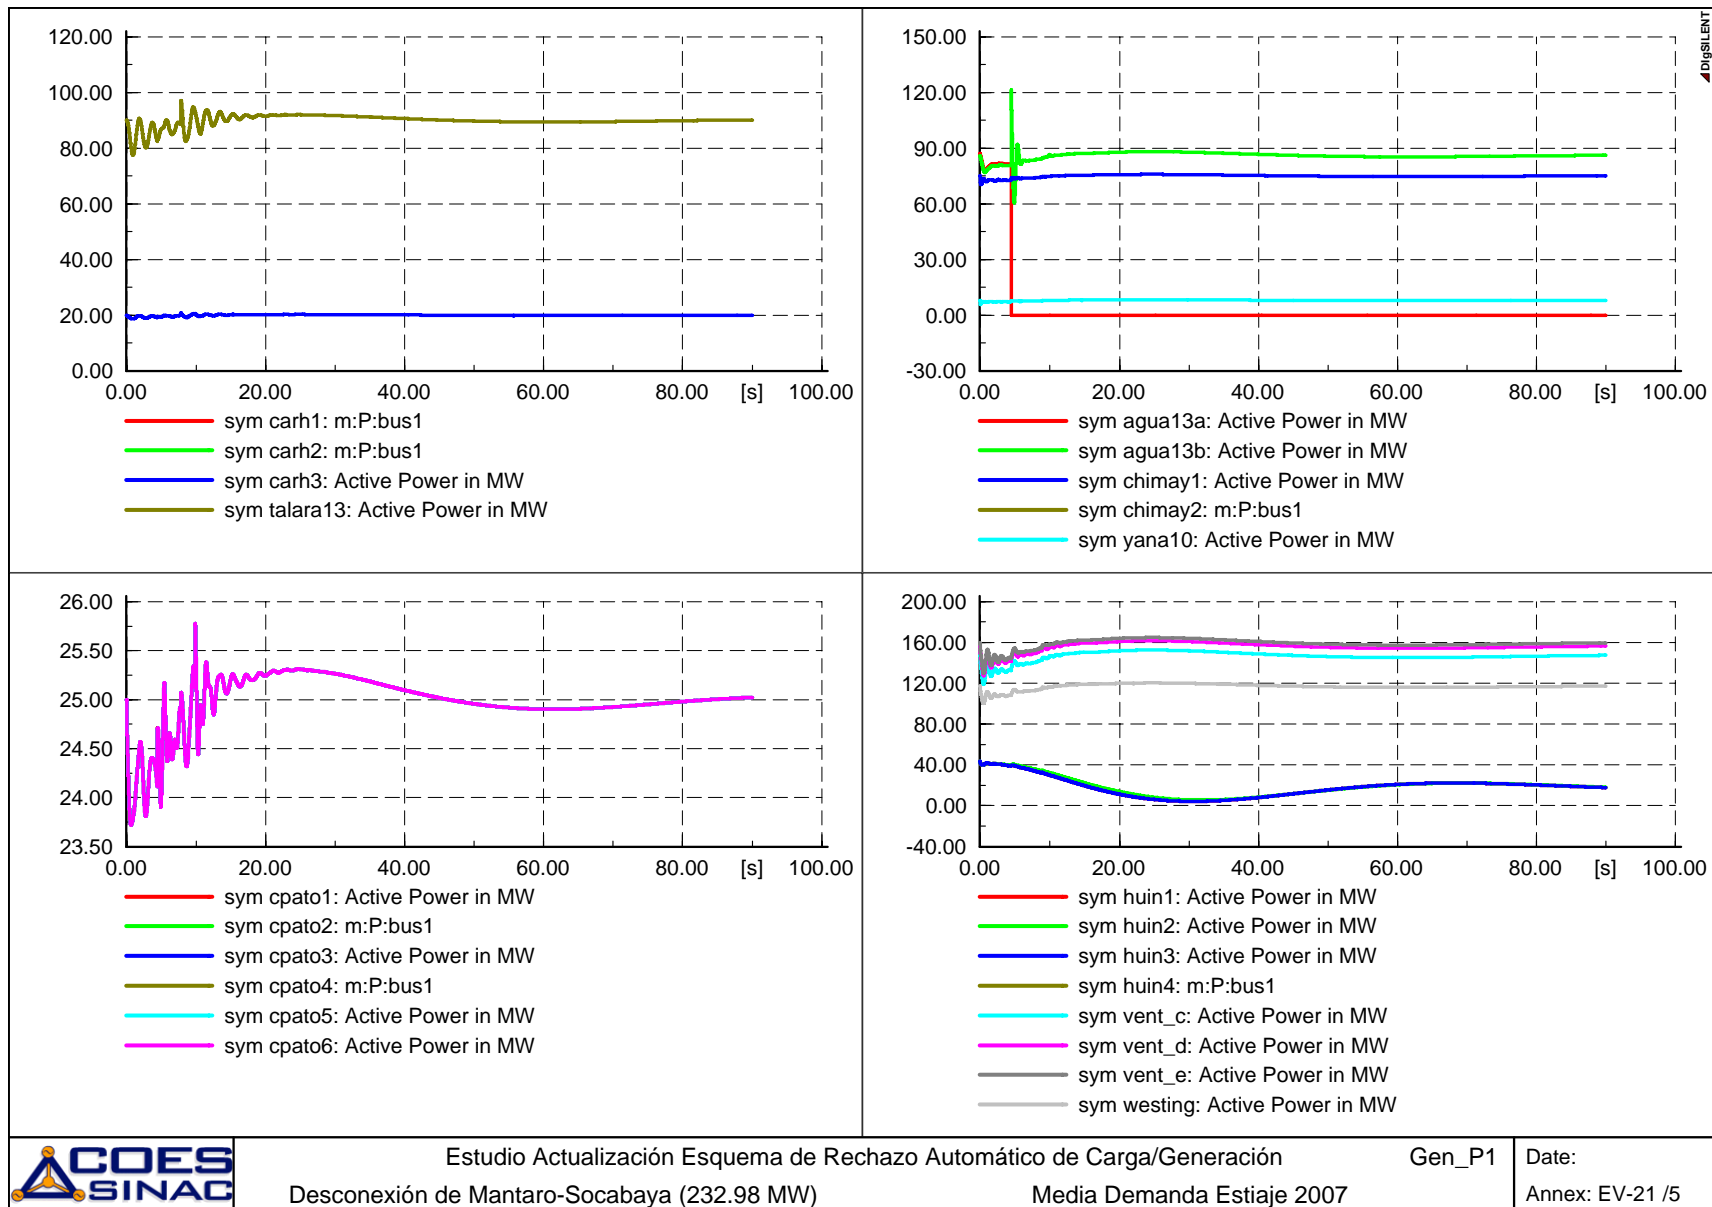 120.00
100.00
80.00
60.00
40.00
20.00
0.00
0.00 20.00 40.00 60.00 80.00 [s] 100.00
sym carh1: m:P:bus1
sym carh2: m:P:bus1
sym carh3: Active Power in MW
sym talara13: Active Power in MW
150.00
120.00
90.00
60.00
30.00
0.00
-30.00
0.00 20.00 40.00 60.00 80.00 [s] 100.00
sym agua13a: Active Power in MW
sym agua13b: Active Power in MW
sym chimay1: Active Power in MW
sym chimay2: m:P:bus1
sym yana10: Active Power in MW
DIgSILENT
26.00
25.50
25.00
24.50
24.00
23.50
0.00 20.00 40.00 60.00 80.00 [s] 100.00
sym cpato1: Active Power in MW
sym cpato2: m:P:bus1
sym cpato3: Active Power in MW
sym cpato4: m:P:bus1
sym cpato5: Active Power in MW
sym cpato6: Active Power in MW
200.00
160.00
120.00
80.00
40.00
0.00
-40.00
0.00 20.00 40.00 60.00 80.00 [s] 100.00
sym huin1: Active Power in MW
sym huin2: Active Power in MW
sym huin3: Active Power in MW
sym huin4: m:P:bus1
sym vent_c: Active Power in MW
sym vent_d: Active Power in MW
sym vent_e: Active Power in MW
sym westing: Active Power in MW
COES
SINAC
Estudio Actualización Esquema de Rechazo Automático de Carga/Generación Gen_P1
Desconexión de Mantaro-Socabaya (232.98 MW) Media Demanda Estiaje 2007
Date:
Annex: EV-21 /5